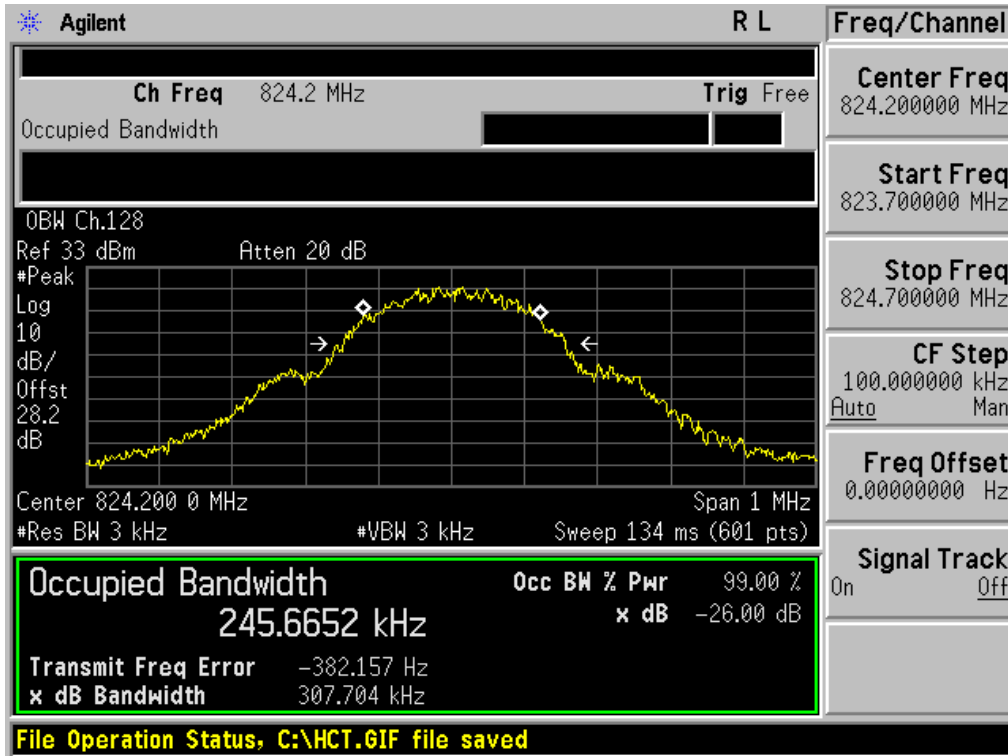 Agilent R L Freq/Channel
Ch Freq 824.2 MHz Trig Free
Occupied Bandwidth
Center Freq
824.200000 MHz
Start Freq
823.700000 MHz
Stop Freq
824.700000 MHz
CF Step
100.000000 kHz
Auto Man
Freq Offset
0.00000000 Hz
Signal Track
On Off
OBW Ch.128
Ref 33 dBm Atten 20 dB
#Peak
Log
10
dB/
Offst
28.2
dB
Center 824.200 0 MHz Span 1 MHz
#Res BW 3 kHz #VBW 3 kHz Sweep 134 ms (601 pts)
Occupied Bandwidth Occ BW % Pwr 99.00 %
245.6652 kHz x dB -26.00 dB
Transmit Freq Error -382.157 Hz
x dB Bandwidth 307.704 kHz
File Operation Status, C:\HCT.GIF file saved